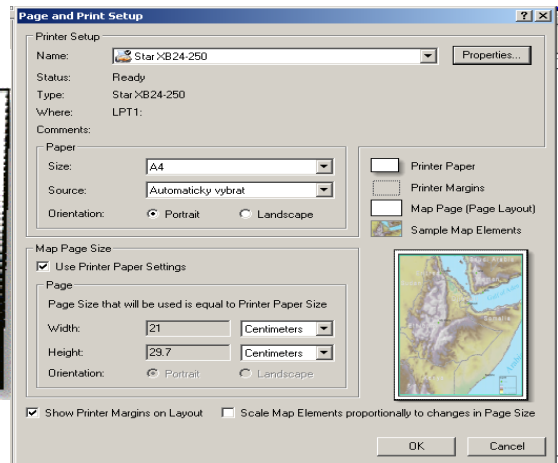 Page and Print Setup
Printer Setup
Name: Star XB24-250 Properties...
Status: Ready
Type: Star XB24-250
Where: LPT1:
Comments:
Paper
Size: A4
Source: Automaticky vybrat
Orientation: Portrait Landscape
Printer Paper
Printer Margins
Map Page (Page Layout)
Sample Map Elements
Map Page Size
Use Printer Paper Settings
Page
Page Size that will be used is equal to Printer Paper Size
Width: 21 Centimeters
Height: 29.7 Centimeters
Orientation: Portrait Landscape
Show Printer Margins on Layout Scale Map Elements proportionally to changes in Page Size
OK Cancel